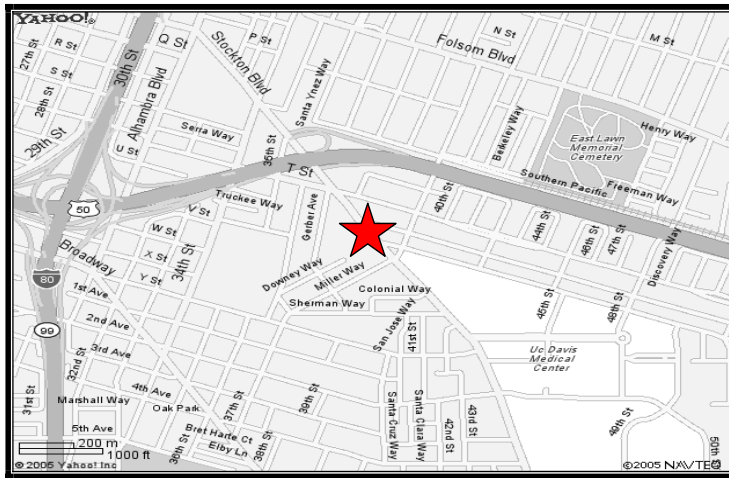 YAHOO!
N St
M St
P St
Q St
R St
S St
27th St
28th St
29th St
30th St
Alhambra Blvd
Stockton Blvd
Folsom Blvd
Santa Ynez Way
Berkeley Way
Henry Way
East Lawn
Memorial
Cemetery
Serra Way
U St
35th St
T St
Southern Pacific
Freeman Way
50
Truckee Way
V St
Gerber Ave
40th St
44th St
46th St
47th St
Discovery Way
W St
X St
Y St
34th St
Broadway
80
1st Ave
Downey Way
Miller Way
Colonial Way
Sherman Way
San Jose Way
41st St
45th St
48th St
99
2nd Ave
3rd Ave
32nd St
4th Ave
Uc Davis
Medical
Center
31st St
Marshall Way
Oak Park
37th St
39th St
Santa Cruz Way
Santa Clara Way
42nd St
43rd St
49th St
50th St
5th Ave
Bret Harte Ct
Elby Ln
36th St
38th St
200 m
1000 ft
©2005 Yahoo! Inc
©2005 NAVTEQ